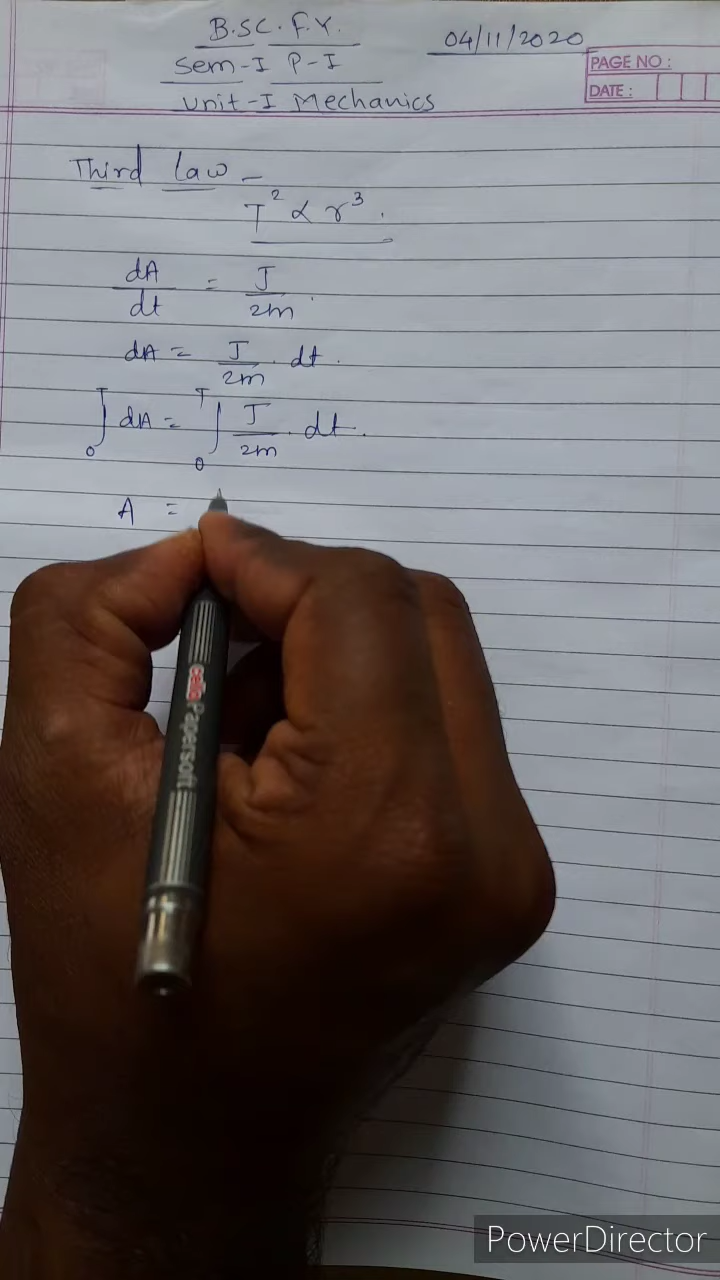 B.SC. F.Y.
04/11/2020
Sem-I P-I
PAGE NO :
DATE :
Unit-I Mechanics
Third Law -
T² ∝ r³.
dA/dt = J/2m.
dA = J/2m . dt.
∫₀ᵀ dA = ∫₀ᵀ J/2m . dt.
A =
cello Papersoft
PowerDirector